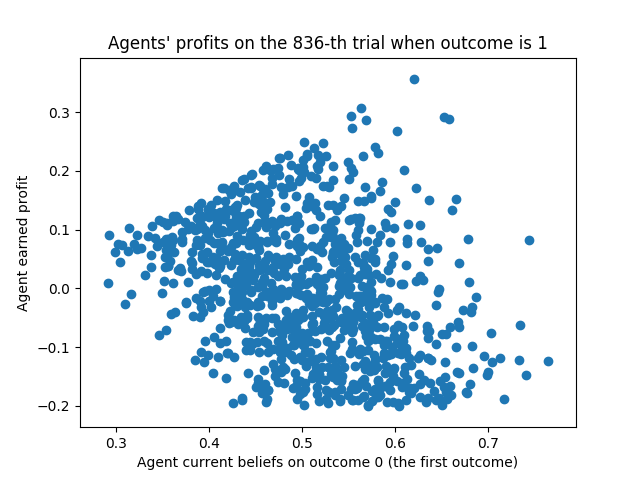 Agents' profits on the 836-th trial when outcome is 1
Agent earned profit
0.3
0.2
0.1
0.0
−0.1
−0.2
0.3 0.4 0.5 0.6 0.7
Agent current beliefs on outcome 0 (the first outcome)